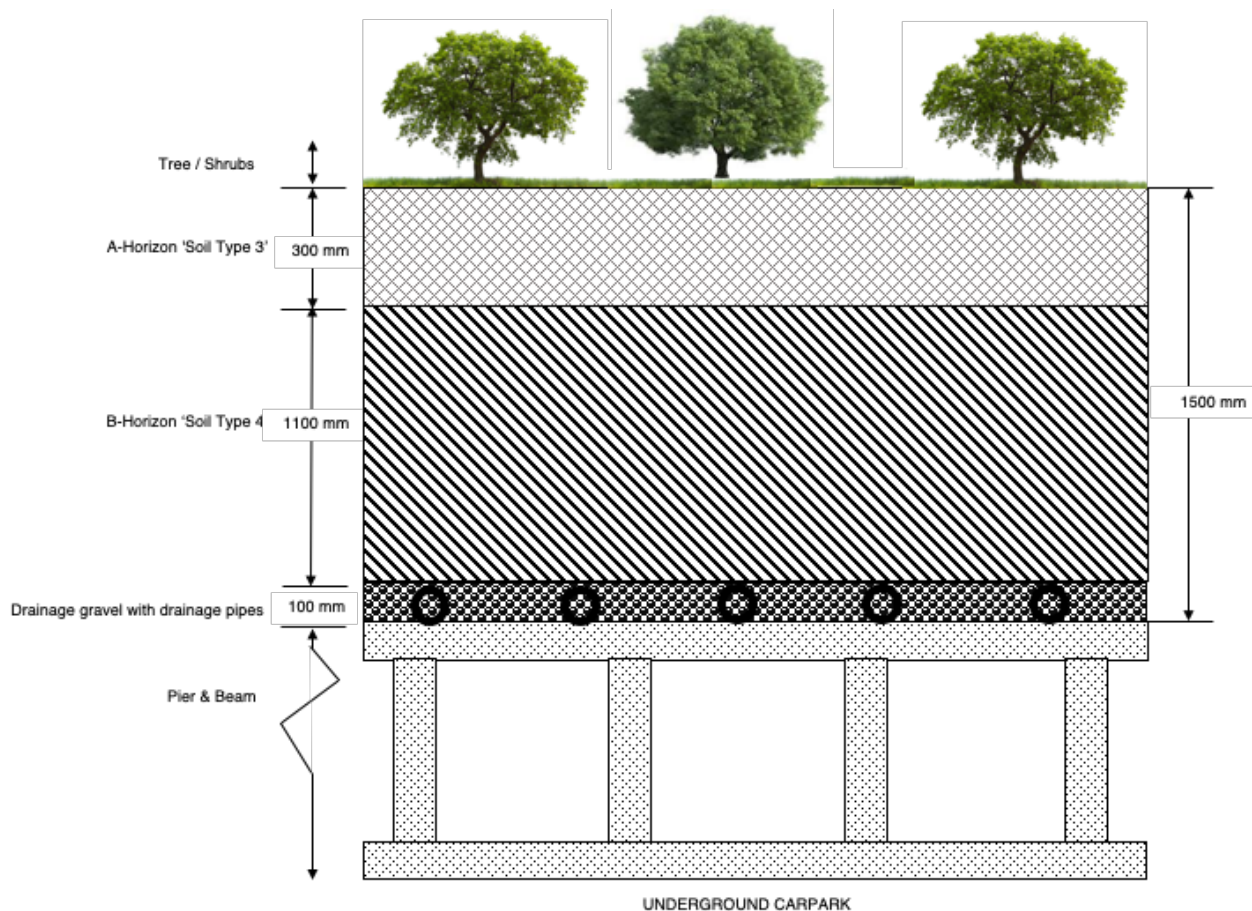 Tree / Shrubs
A-Horizon 'Soil Type 3'
300 mm
B-Horizon ‘Soil Type 4
1100 mm
1500 mm
Drainage gravel with drainage pipes
100 mm
Pier & Beam
UNDERGROUND CARPARK